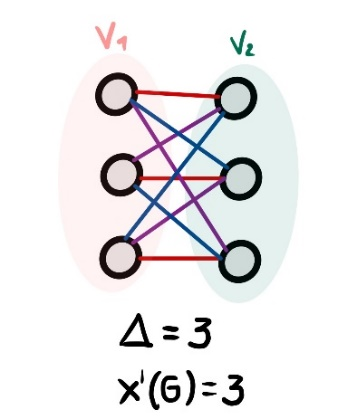 V₁ V₂
Δ = 3
χ'(G) = 3